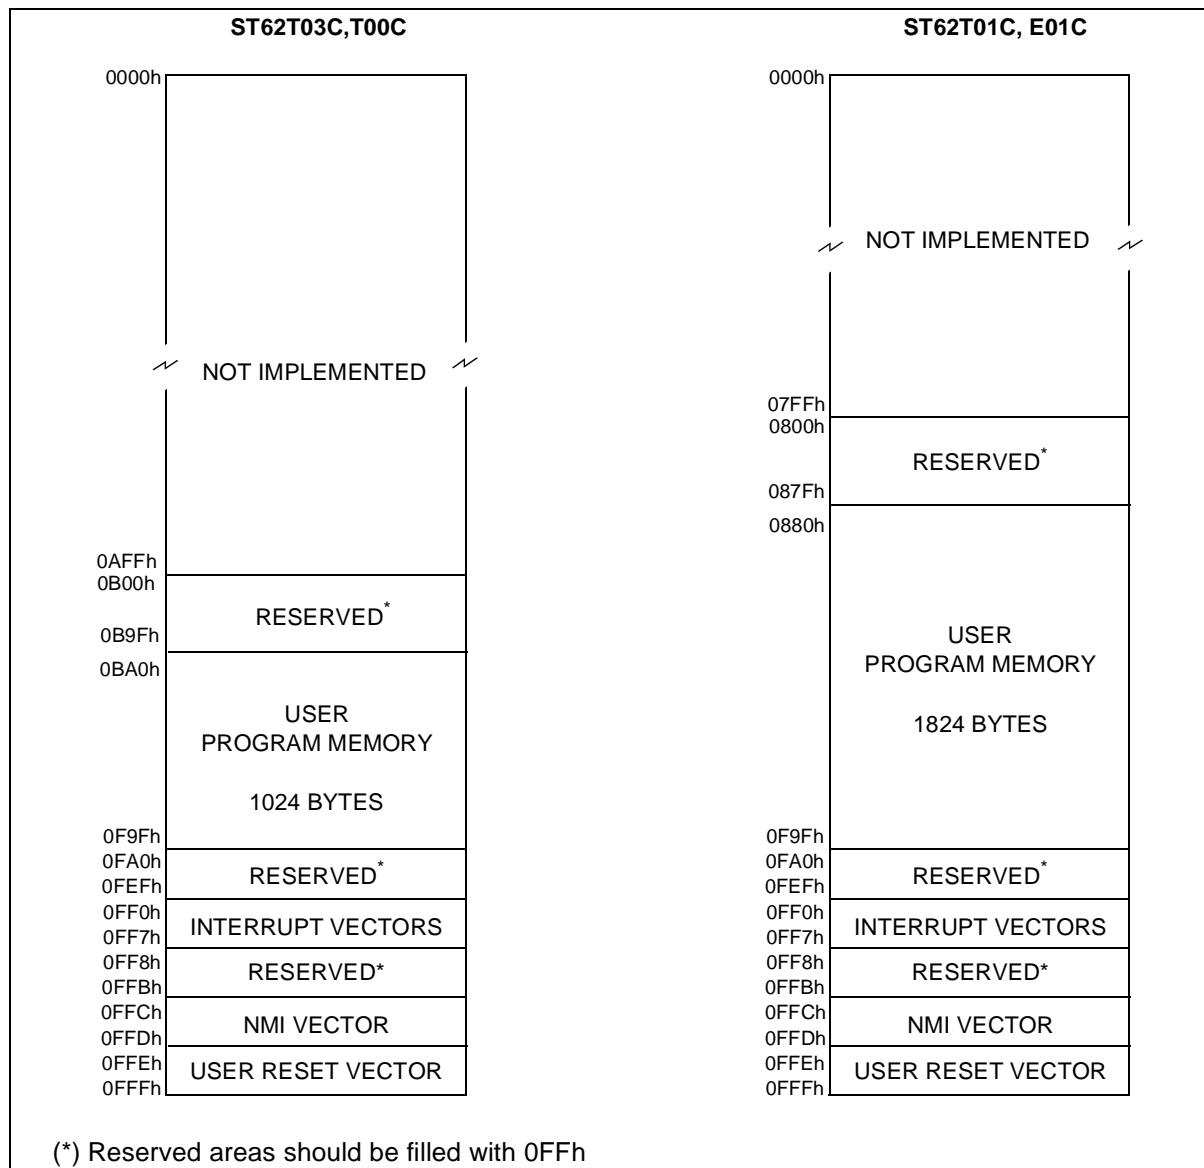 ST62T03C,T00C
0000h
NOT IMPLEMENTED
0AFFh
0B00h
RESERVED*
0B9Fh
0BA0h
USER
PROGRAM MEMORY
1024 BYTES
0F9Fh
0FA0h
RESERVED*
0FEFh
0FF0h
INTERRUPT VECTORS
0FF7h
0FF8h
RESERVED*
0FFBh
0FFCh
NMI VECTOR
0FFDh
0FFEh
USER RESET VECTOR
0FFFh
ST62T01C, E01C
0000h
NOT IMPLEMENTED
07FFh
0800h
RESERVED*
087Fh
0880h
USER
PROGRAM MEMORY
1824 BYTES
0F9Fh
0FA0h
RESERVED*
0FEFh
0FF0h
INTERRUPT VECTORS
0FF7h
0FF8h
RESERVED*
0FFBh
0FFCh
NMI VECTOR
0FFDh
0FFEh
USER RESET VECTOR
0FFFh
(*) Reserved areas should be filled with 0FFh